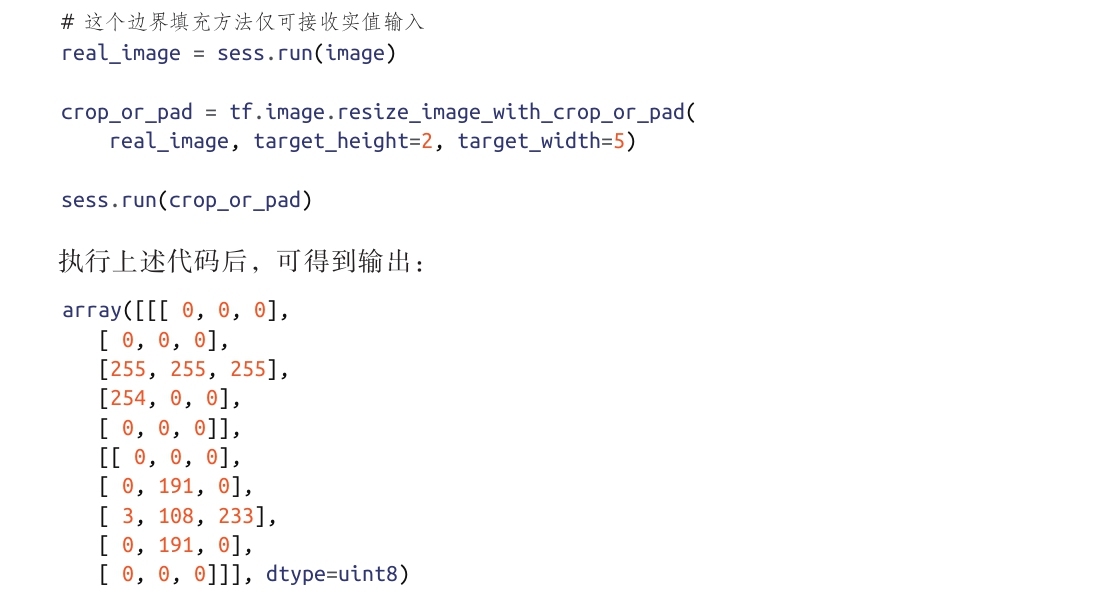 # 这个边界填充方法仅可接收实值输入
real_image = sess.run(image)
crop_or_pad = tf.image.resize_image_with_crop_or_pad(
real_image, target_height=2, target_width=5)
sess.run(crop_or_pad)
执行上述代码后，可得到输出：
array([[[ 0, 0, 0],
[ 0, 0, 0],
[255, 255, 255],
[254, 0, 0],
[ 0, 0, 0]],
[[ 0, 0, 0],
[ 0, 191, 0],
[ 3, 108, 233],
[ 0, 191, 0],
[ 0, 0, 0]]], dtype=uint8)